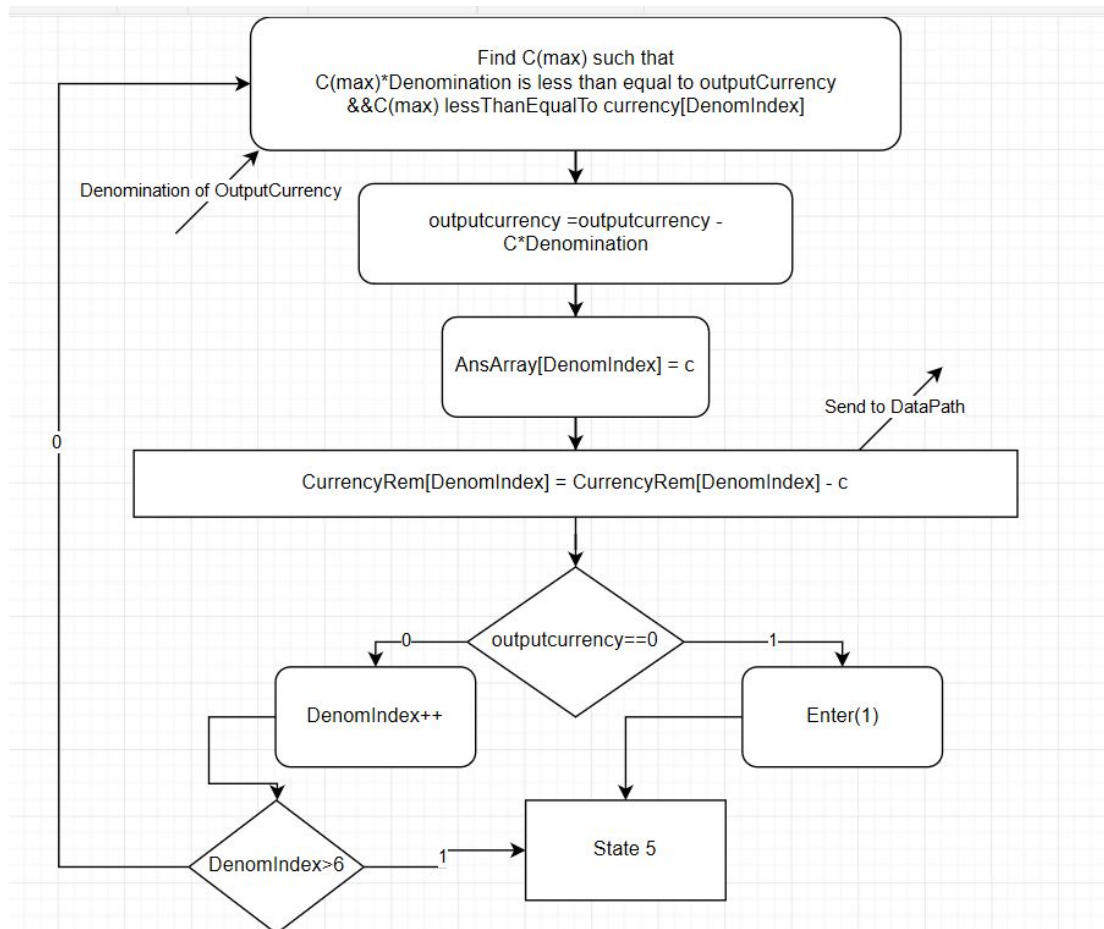 Find C(max) such that
C(max)*Denomination is less than equal to outputCurrency
&&C(max) lessThanEqualTo currency[DenomIndex]
Denomination of OutputCurrency
outputcurrency =outputcurrency -
C*Denomination
AnsArray[DenomIndex] = c
Send to DataPath
0
CurrencyRem[DenomIndex] = CurrencyRem[DenomIndex] - c
0
outputcurrency==0
1
DenomIndex++
Enter(1)
DenomIndex>6
1
State 5